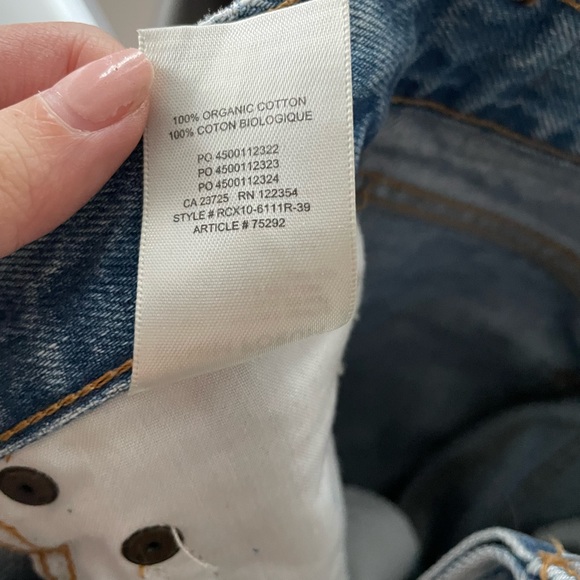 100% ORGANIC COTTON
100% COTON BIOLOGIQUE
PO 4500112322
PO 4500112323
PO 4500112324
CA 23725 RN 122354
STYLE # RCX10-6111R-39
ARTICLE # 75292